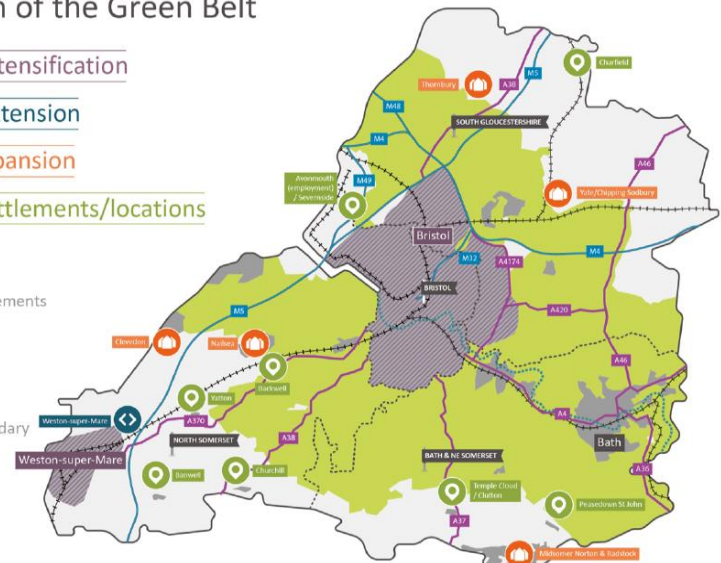 n of the Green Belt
tensification
tension
pansion
ttlements/locations
ements
dary
Charfield
Thornbury
A38
M5
M48
SOUTH GLOUCESTERSHIRE
M4
A46
M49
Avonmouth
(employment)
/ Severnside
Yate/Chipping Sodbury
Bristol
M32
A4174
M4
BRISTOL
M5
A420
Clevedon
Nailsea
Backwell
A46
Yatton
Weston-super-Mare
A370
A4
NORTH SOMERSET
A38
Bath
Weston-super-Mare
BATH & NE SOMERSET
Banwell
Churchill
A36
Temple Cloud
/ Clutton
Peasedown St John
A37
Midsomer Norton & Radstock